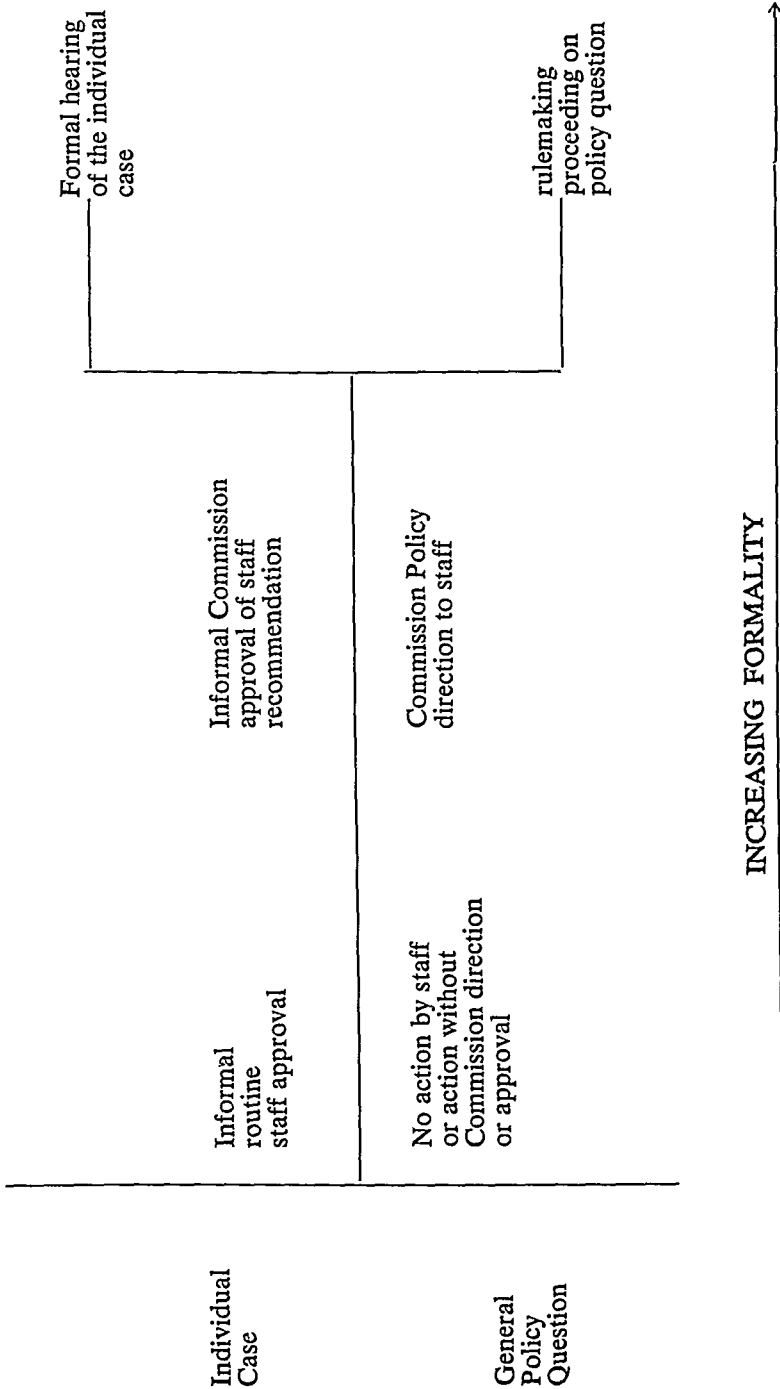 Individual
Case
Informal
routine
staff approval
Informal Commission
approval of staff
recommendation
Formal hearing
of the individual
case
General
Policy
Question
No action by staff
or action without
Commission direction
or approval
Commission Policy
direction to staff
rulemaking
proceeding on
policy question
INCREASING FORMALITY